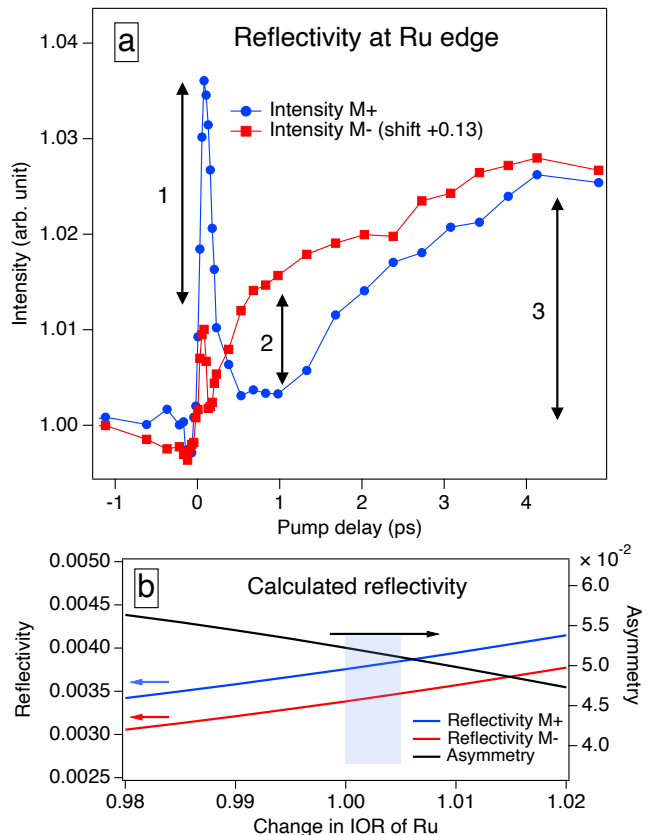 a
Reflectivity at Ru edge
Intensity M+
Intensity M- (shift +0.13)
1
2
3
Intensity (arb. unit)
1.04
1.03
1.02
1.01
1.00
-1
0
1
2
3
4
Pump delay (ps)
b
Calculated reflectivity
× 10-2
Reflectivity
0.0050
0.0045
0.0040
0.0035
0.0030
0.0025
6.0
5.5
5.0
4.5
4.0
Asymmetry
Reflectivity M+
Reflectivity M-
Asymmetry
0.98
0.99
1.00
1.01
1.02
Change in IOR of Ru